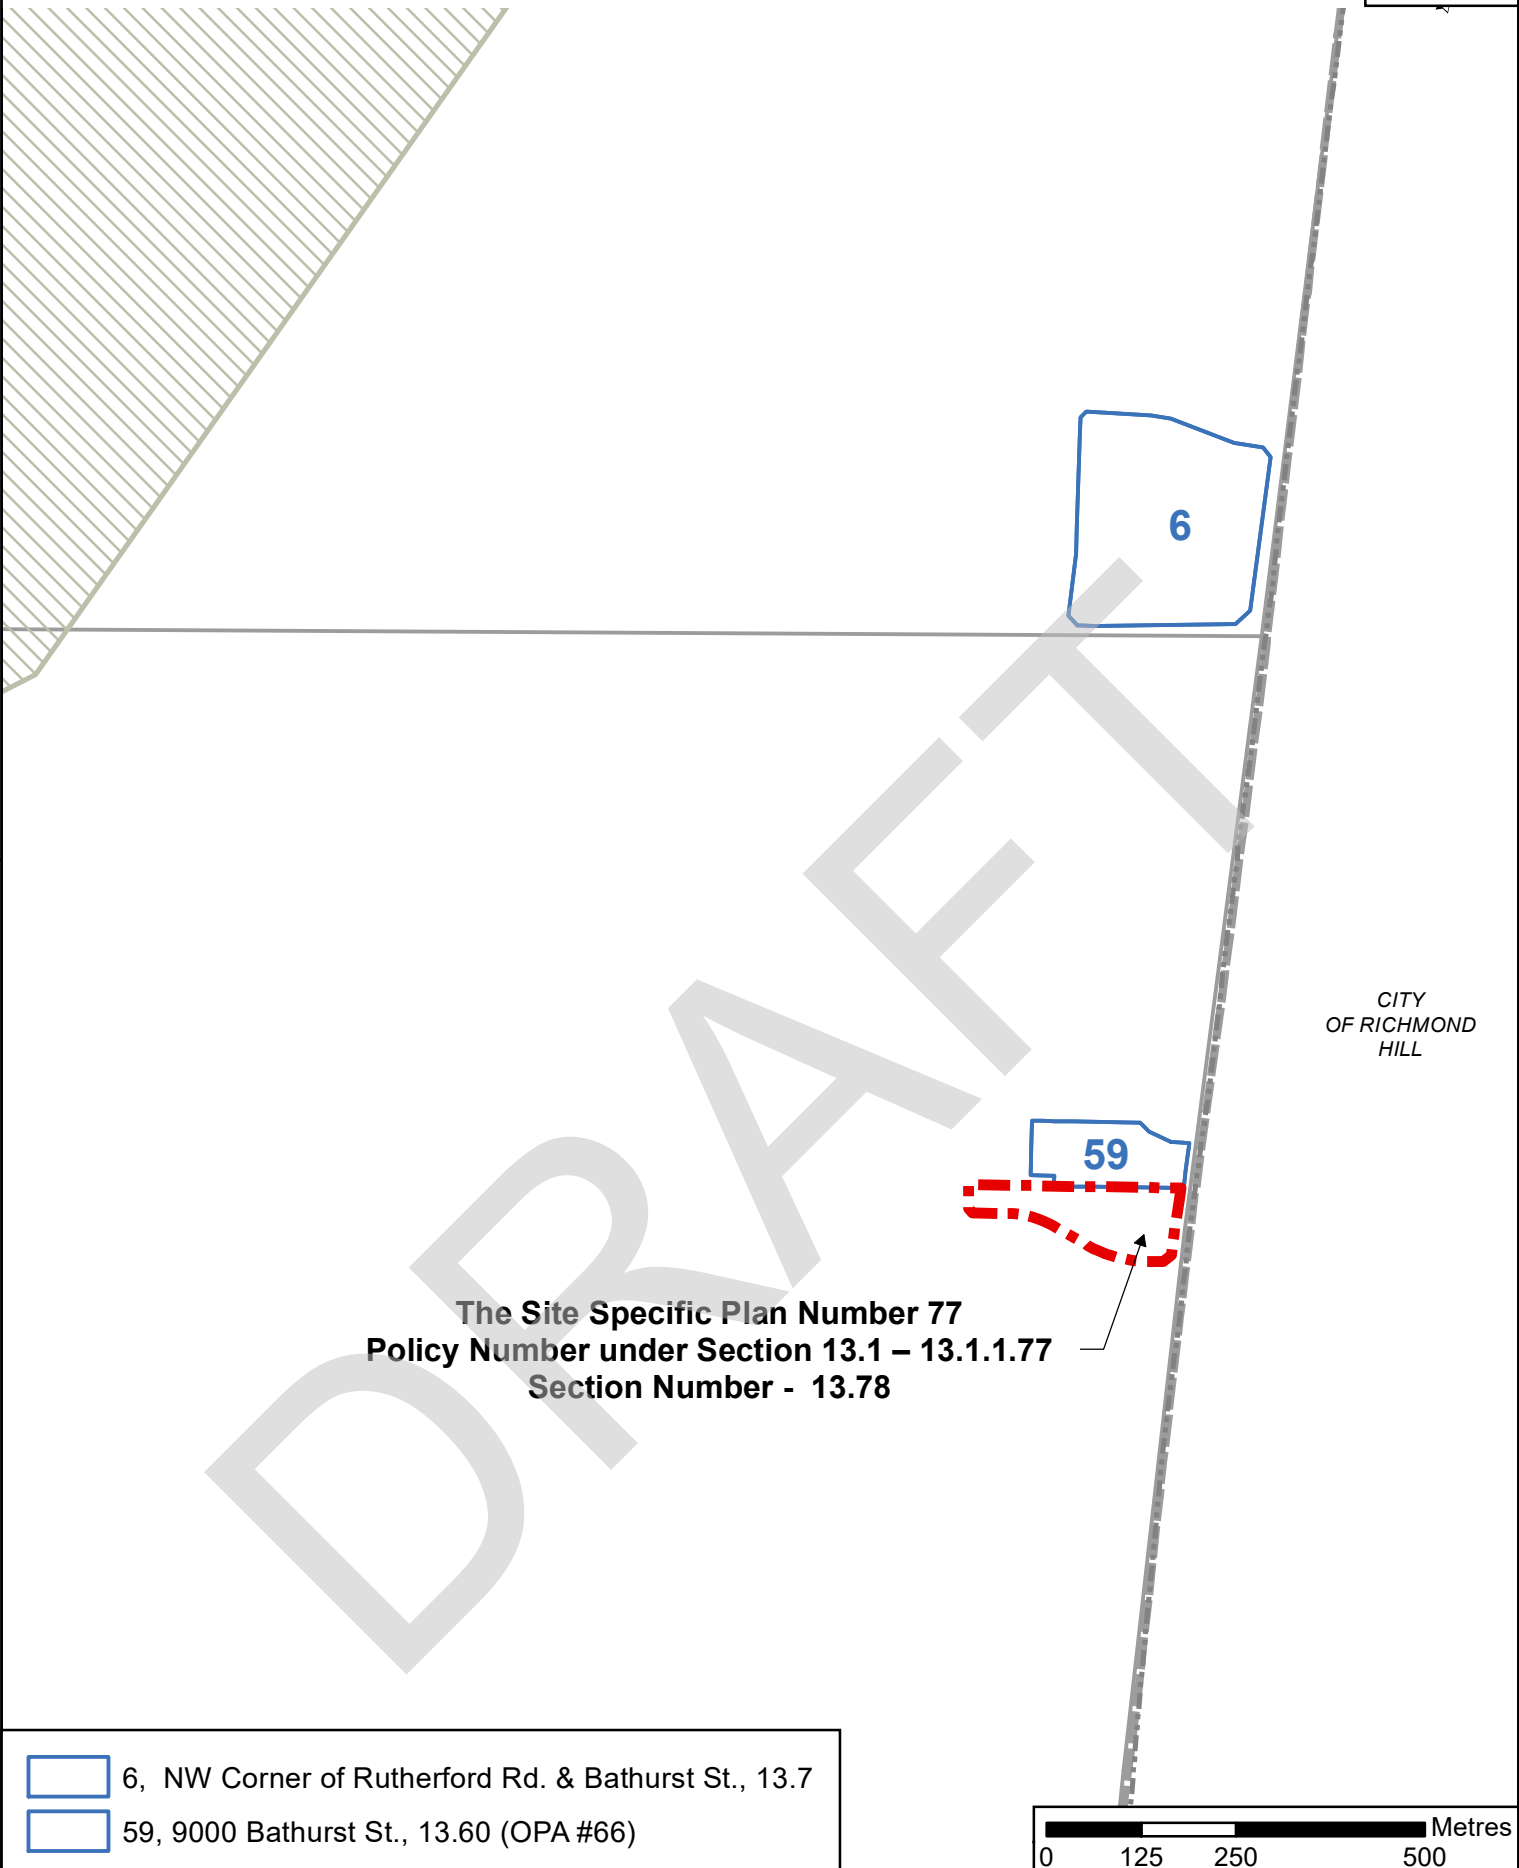 6
CITY
OF RICHMOND
HILL
59
The Site Specific Plan Number 77
Policy Number under Section 13.1 – 13.1.1.77
Section Number - 13.78
DRAFT
6, NW Corner of Rutherford Rd. & Bathurst St., 13.7
59, 9000 Bathurst St., 13.60 (OPA #66)
Metres
0 125 250 500